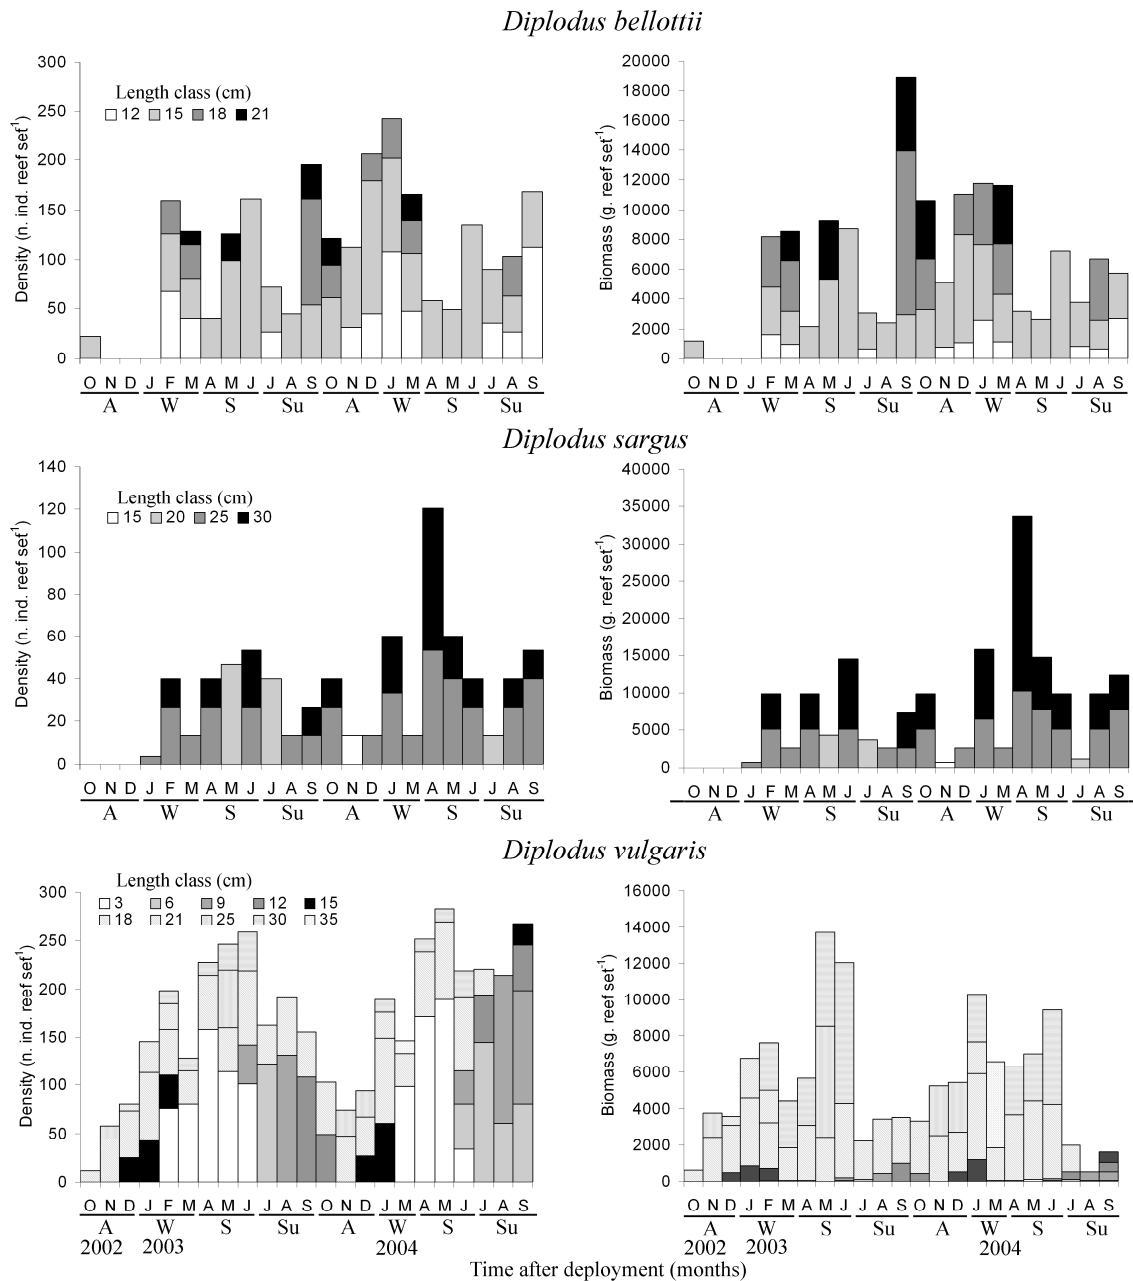 Diplodus bellottii
Length class (cm)
12 15 18 21
Density (n. ind. reef set¹)
300
250
200
150
100
50
0
O N D J F M A M J J A S O N D J M A M J J A S
A W S Su A W S Su
Biomass (g. reef set⁻¹)
20000
18000
16000
14000
12000
10000
8000
6000
4000
2000
0
O N D J F M A M J J A S O N D J M A M J J A S
A W S Su A W S Su
Diplodus sargus
Length class (cm)
15 20 25 30
Density (n. ind. reef set¹)
140
120
100
80
60
40
20
0
O N D J F M A M J J A S O N D J M A M J J A S
A W S Su A W S Su
Biomass (g. reef set⁻¹)
40000
35000
30000
25000
20000
15000
10000
5000
0
O N D J F M A M J J A S O N D J M A M J J A S
A W S Su A W S Su
Diplodus vulgaris
Length class (cm)
3 6 9 12 15
18 21 25 30 35
Density (n. ind. reef set¹)
300
250
200
150
100
50
0
O N D J F M A M J J A S O N D J M A M J J A S
A W S Su A W S Su
2002 2003 2004
Biomass (g. reef set⁻¹)
16000
14000
12000
10000
8000
6000
4000
2000
0
O N D J F M A M J J A S O N D J M A M J J A S
A W S Su A W S Su
2002 2003 2004
Time after deployment (months)